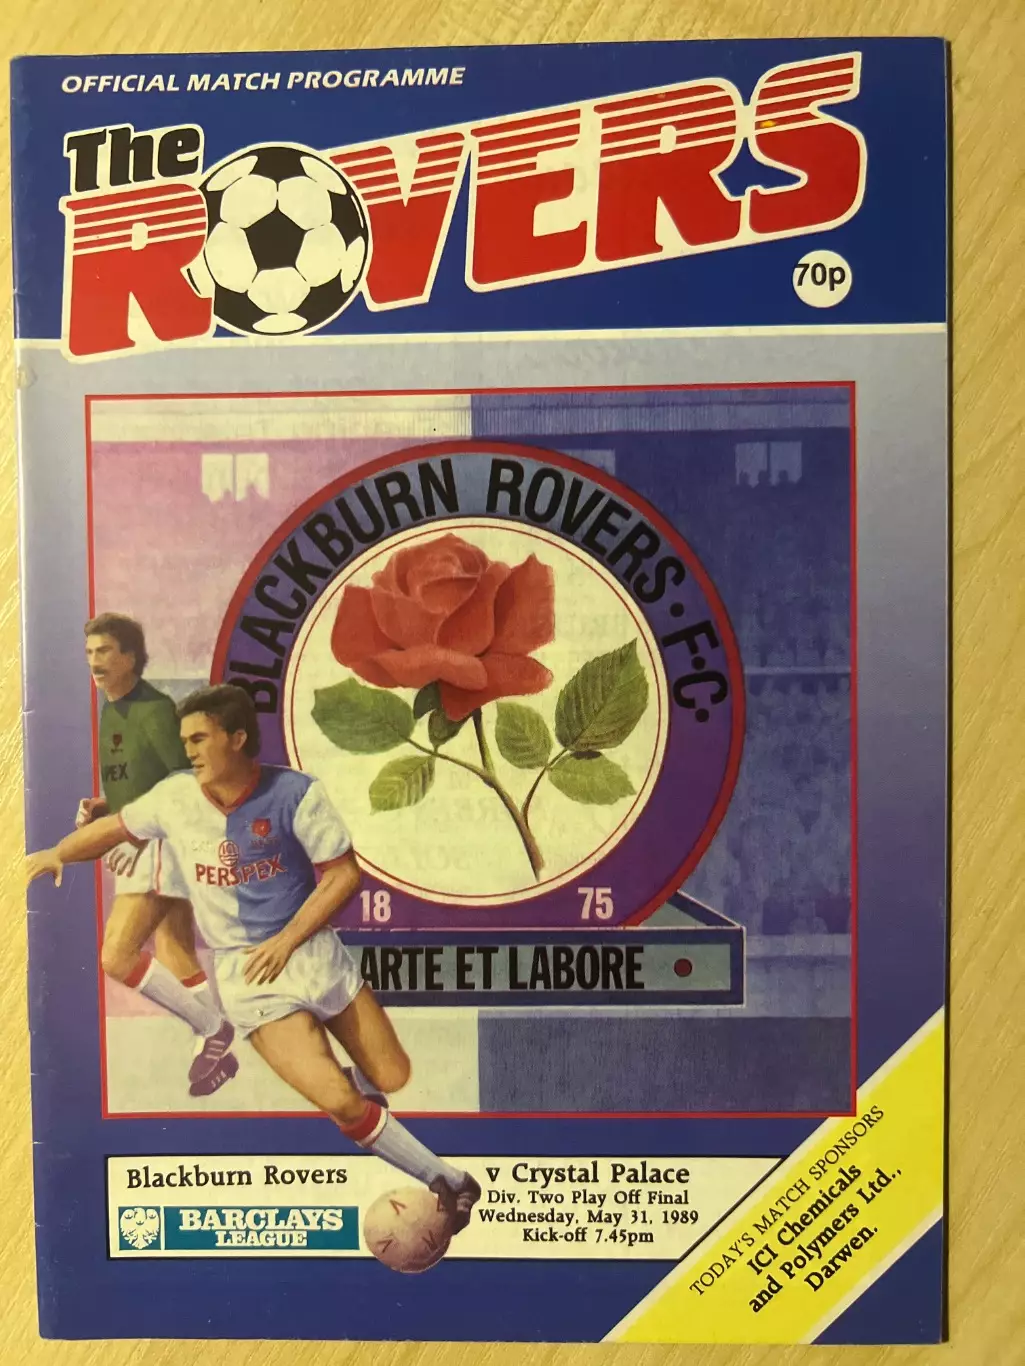 OFFICIAL MATCH PROGRAMME
The
ROVERS
70p
BLACKBURN ROVERS · F·C·
PEX
PERSPEX
18 75
ARTE ET LABORE
Blackburn Rovers
BARCLAYS
LEAGUE
v Crystal Palace
Div. Two Play Off Final
Wednesday, May 31, 1989
Kick-off 7.45pm
TODAY'S MATCH SPONSORS
ICI Chemicals
and Polymers Ltd.,
Darwen.